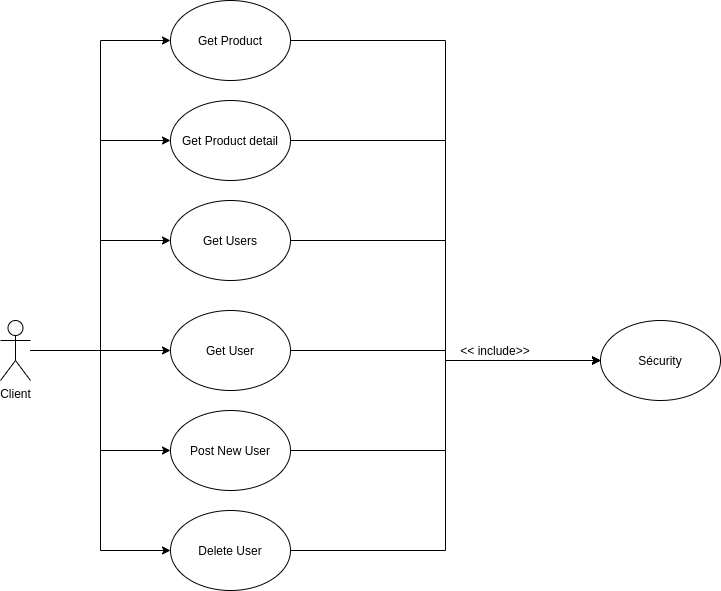 Get Product
Get Product detail
Get Users
Get User
Post New User
Delete User
Client
<< include>>
Sécurity